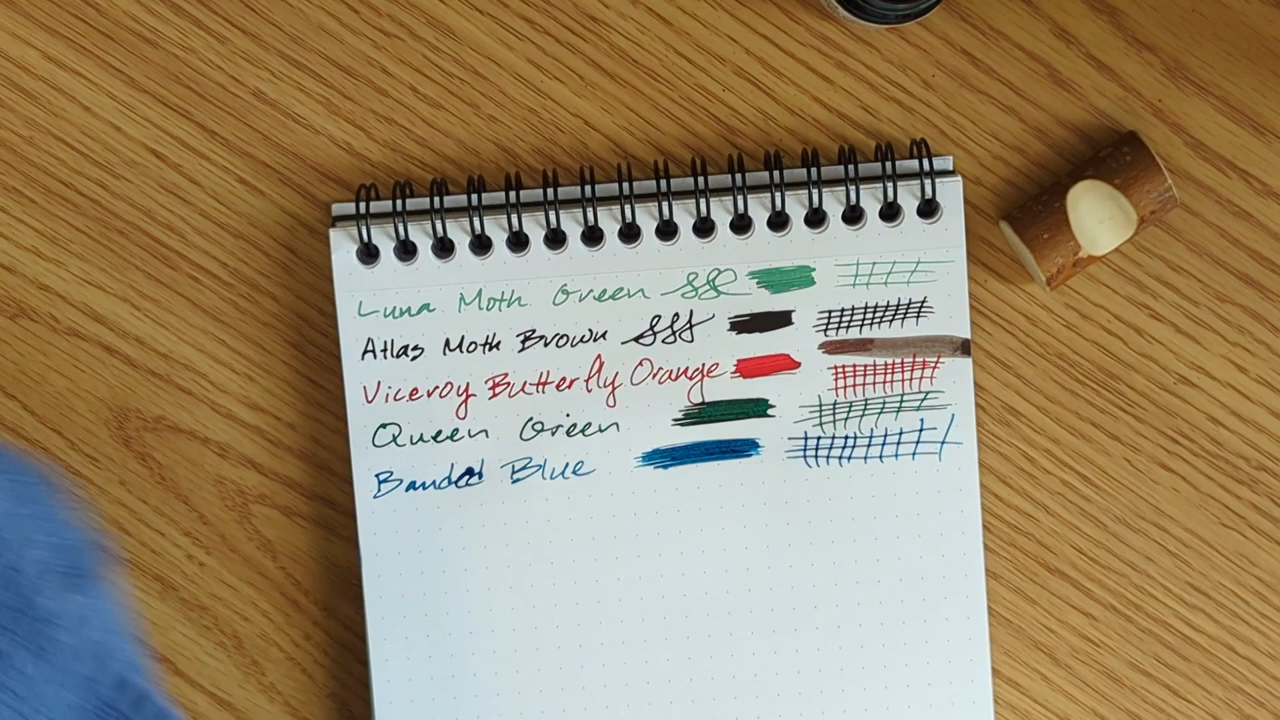 Luna Moth Green
Atlas Moth Brown
Viceroy Butterfly Orange
Queen Green
Banded Blue